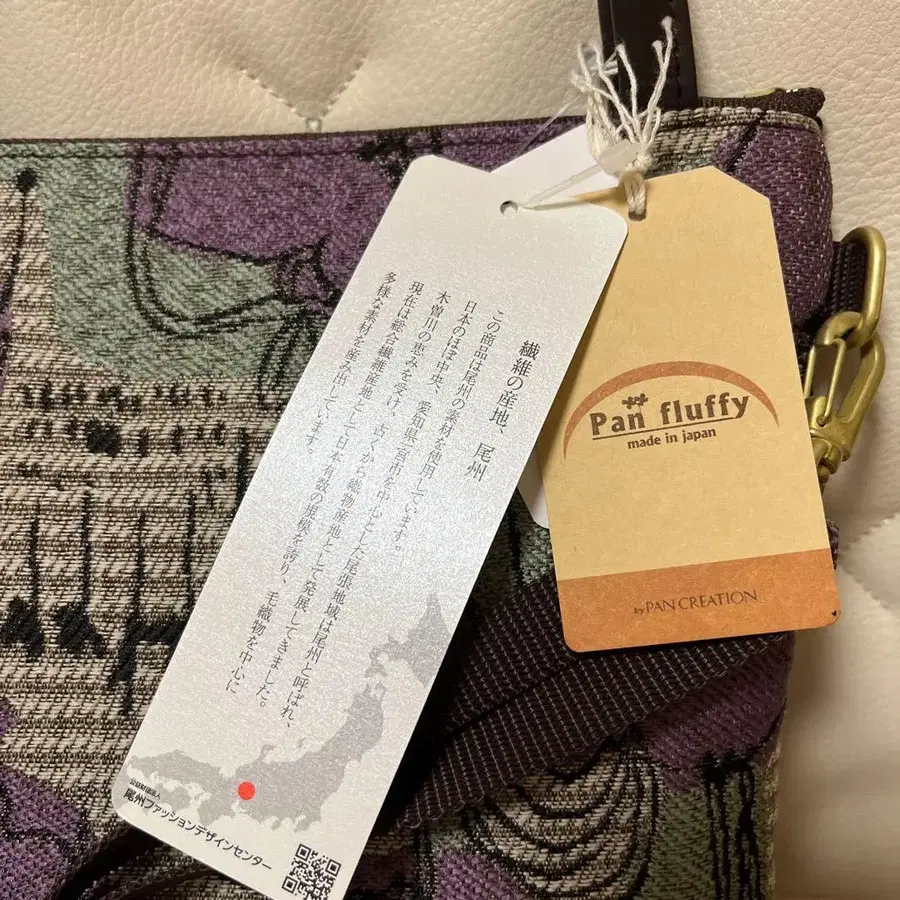 繊維の産地、尾州
この商品は尾州の素材を使用しています。
日本のほぼ中央、愛知県一宮市を中心とした尾張地域は尾州と呼ばれ、
木曽川の恵みを受け、古くから織物産地として発展してきました。
現在は総合繊維産地として日本有数の規模を誇り、毛織物を中心に
多様な素材を産み出しています。
公益財団法人
尾州ファッションデザインセンター
Pan fluffy
made in japan
by PAN CREATION